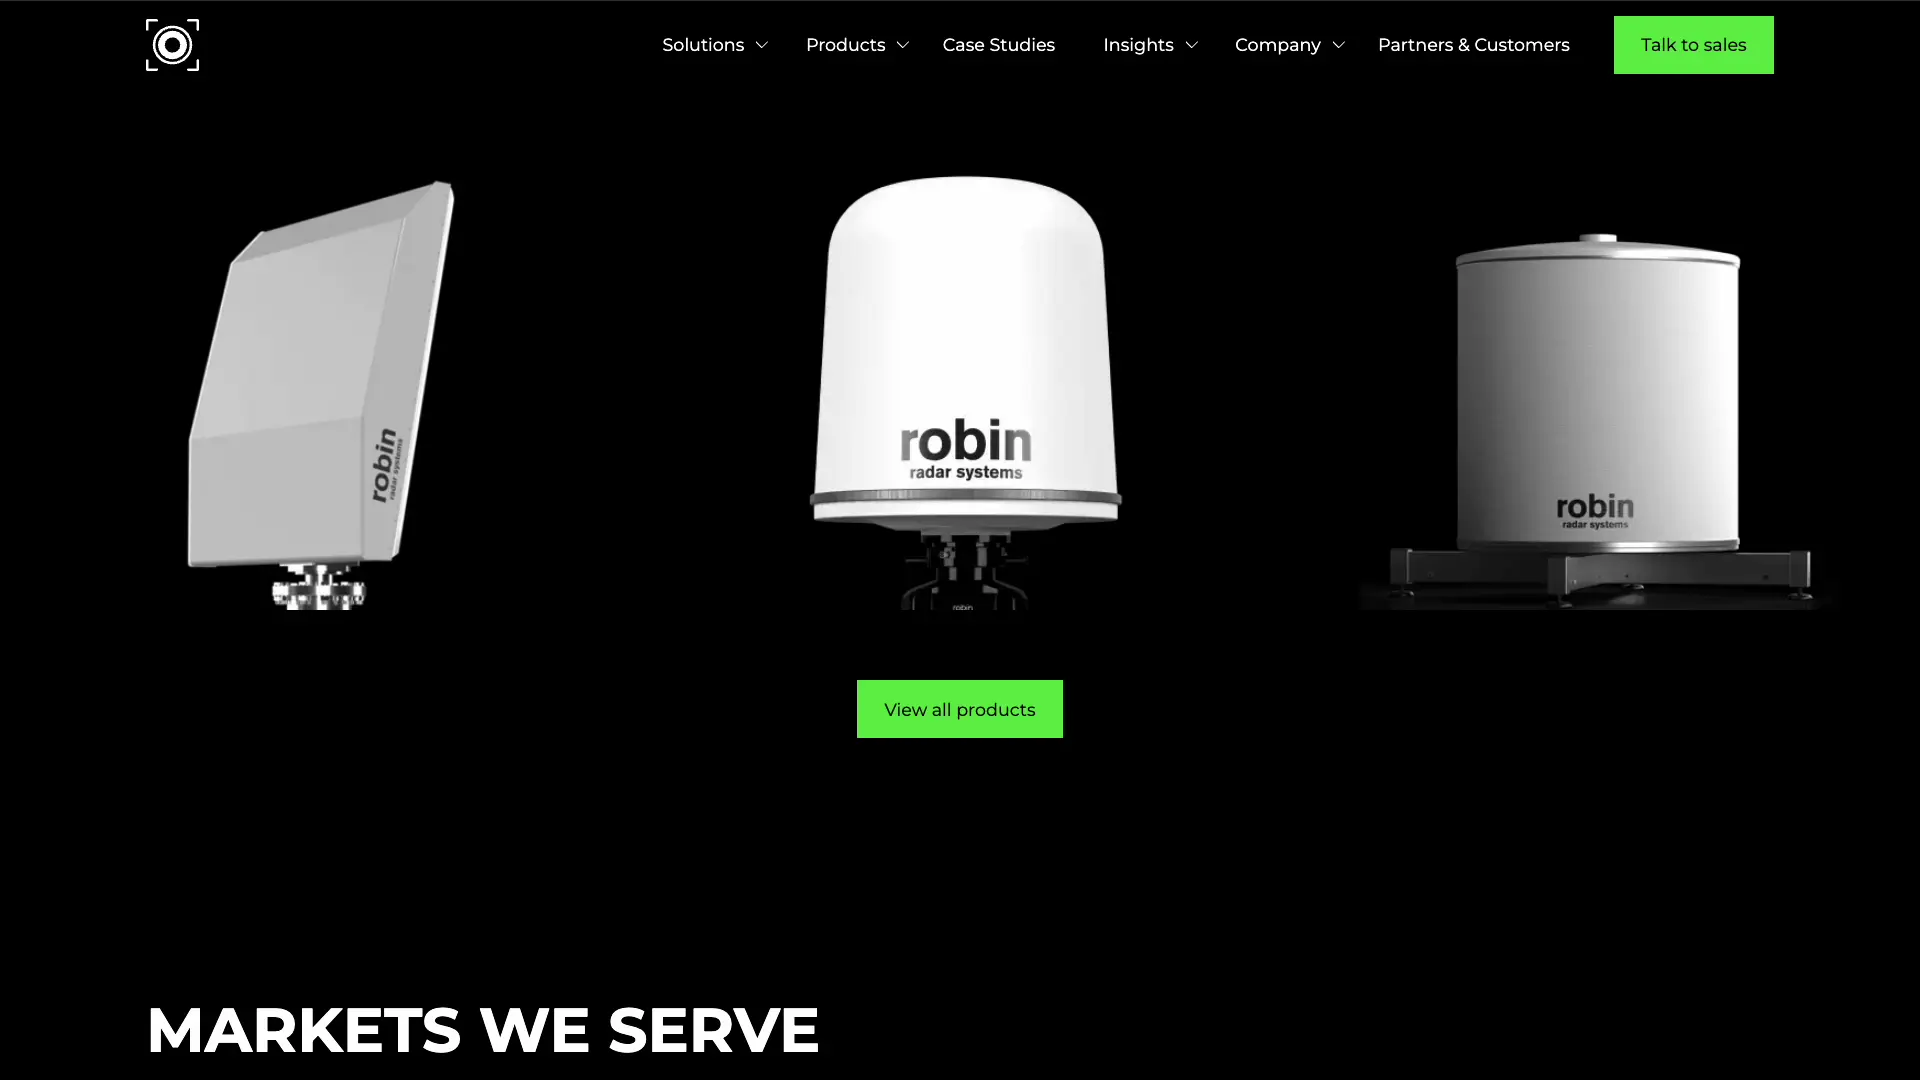 Solutions
Products
Case Studies
Insights
Company
Partners & Customers
Talk to sales
robin
radar systems
robin
radar systems
robin
robin
radar systems
View all products
MARKETS WE SERVE